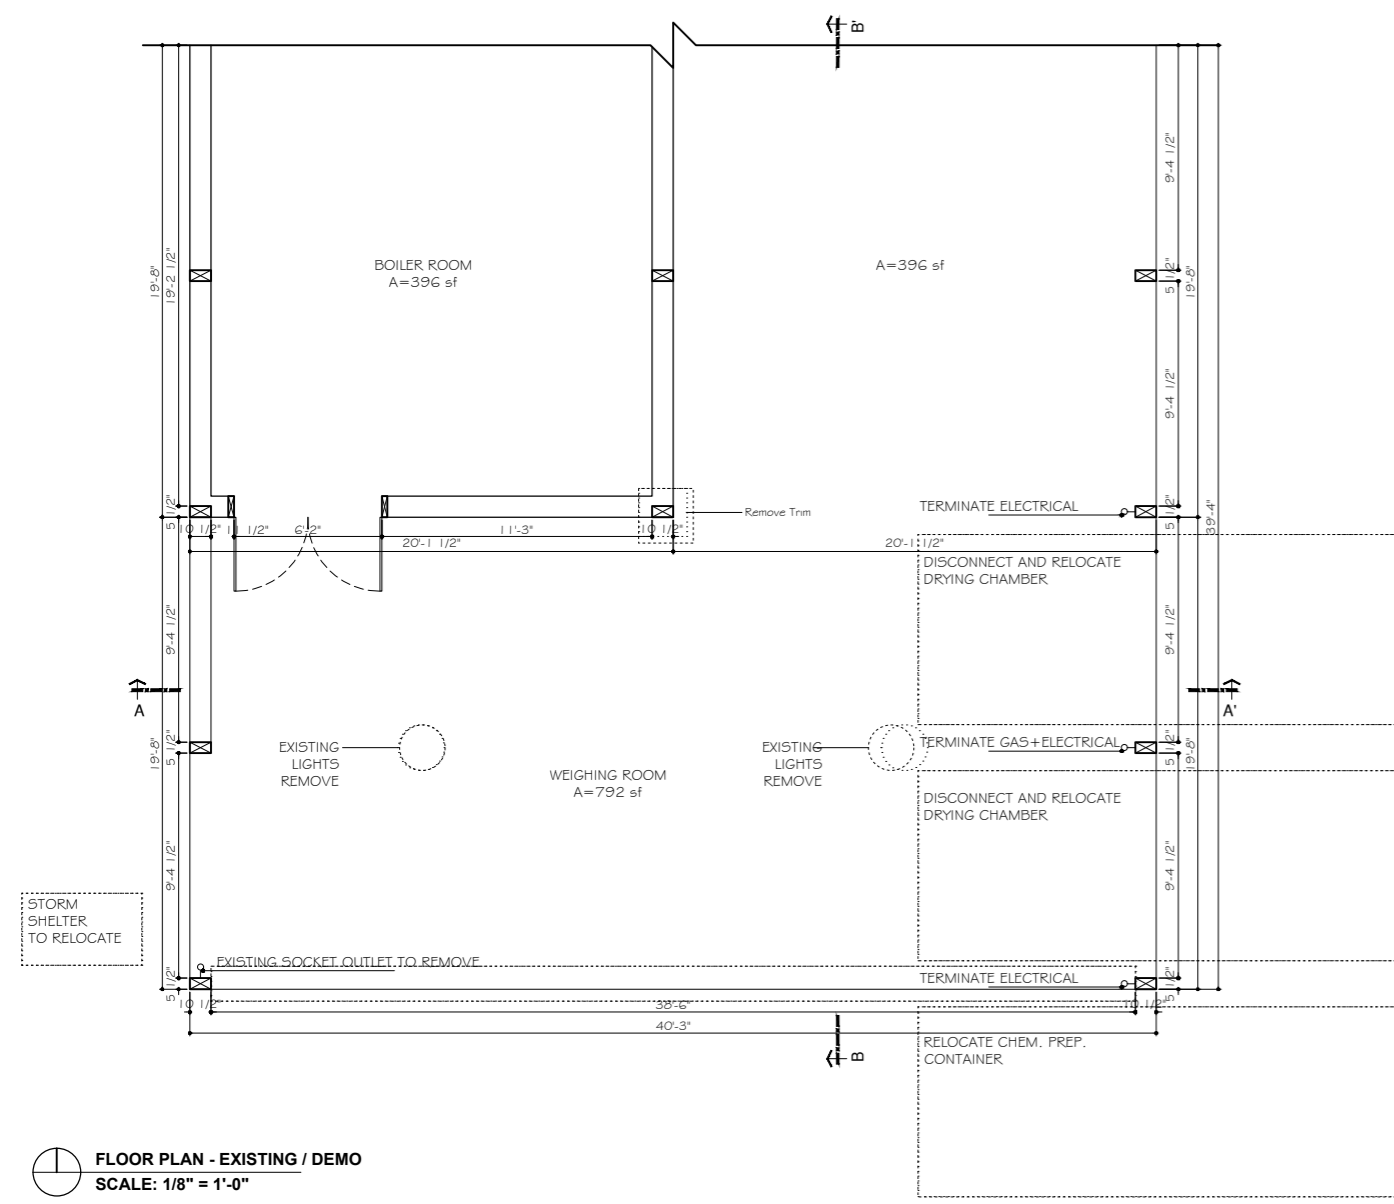 B'
9'-4 1/2"
19'-8"
19'-2 1/2"
BOILER ROOM
A=396 sf
A=396 sf
5 1/2"
19'-8"
9'-4 1/2"
39'-4"
5 1/2"
10 1/2"
11 1/2"
6'-2"
11'-3"
10 1/2"
Remove Trim
TERMINATE ELECTRICAL
5 1/2"
20'-1 1/2"
20'-1 1/2"
DISCONNECT AND RELOCATE
DRYING CHAMBER
9'-4 1/2"
9'-4 1/2"
A
A'
19'-8"
5 1/2"
EXISTING
LIGHTS
REMOVE
WEIGHING ROOM
A=792 sf
EXISTING
LIGHTS
REMOVE
TERMINATE GAS+ELECTRICAL
5 1/2"
19'-8"
DISCONNECT AND RELOCATE
DRYING CHAMBER
9'-4 1/2"
9'-4 1/2"
STORM
SHELTER
TO RELOCATE
EXISTING SOCKET OUTLET TO REMOVE
TERMINATE ELECTRICAL
5 1/2"
10 1/2"
38'-6"
10 1/2"
5 1/2"
40'-3"
B
RELOCATE CHEM. PREP.
CONTAINER
FLOOR PLAN - EXISTING / DEMO
SCALE: 1/8" = 1'-0"